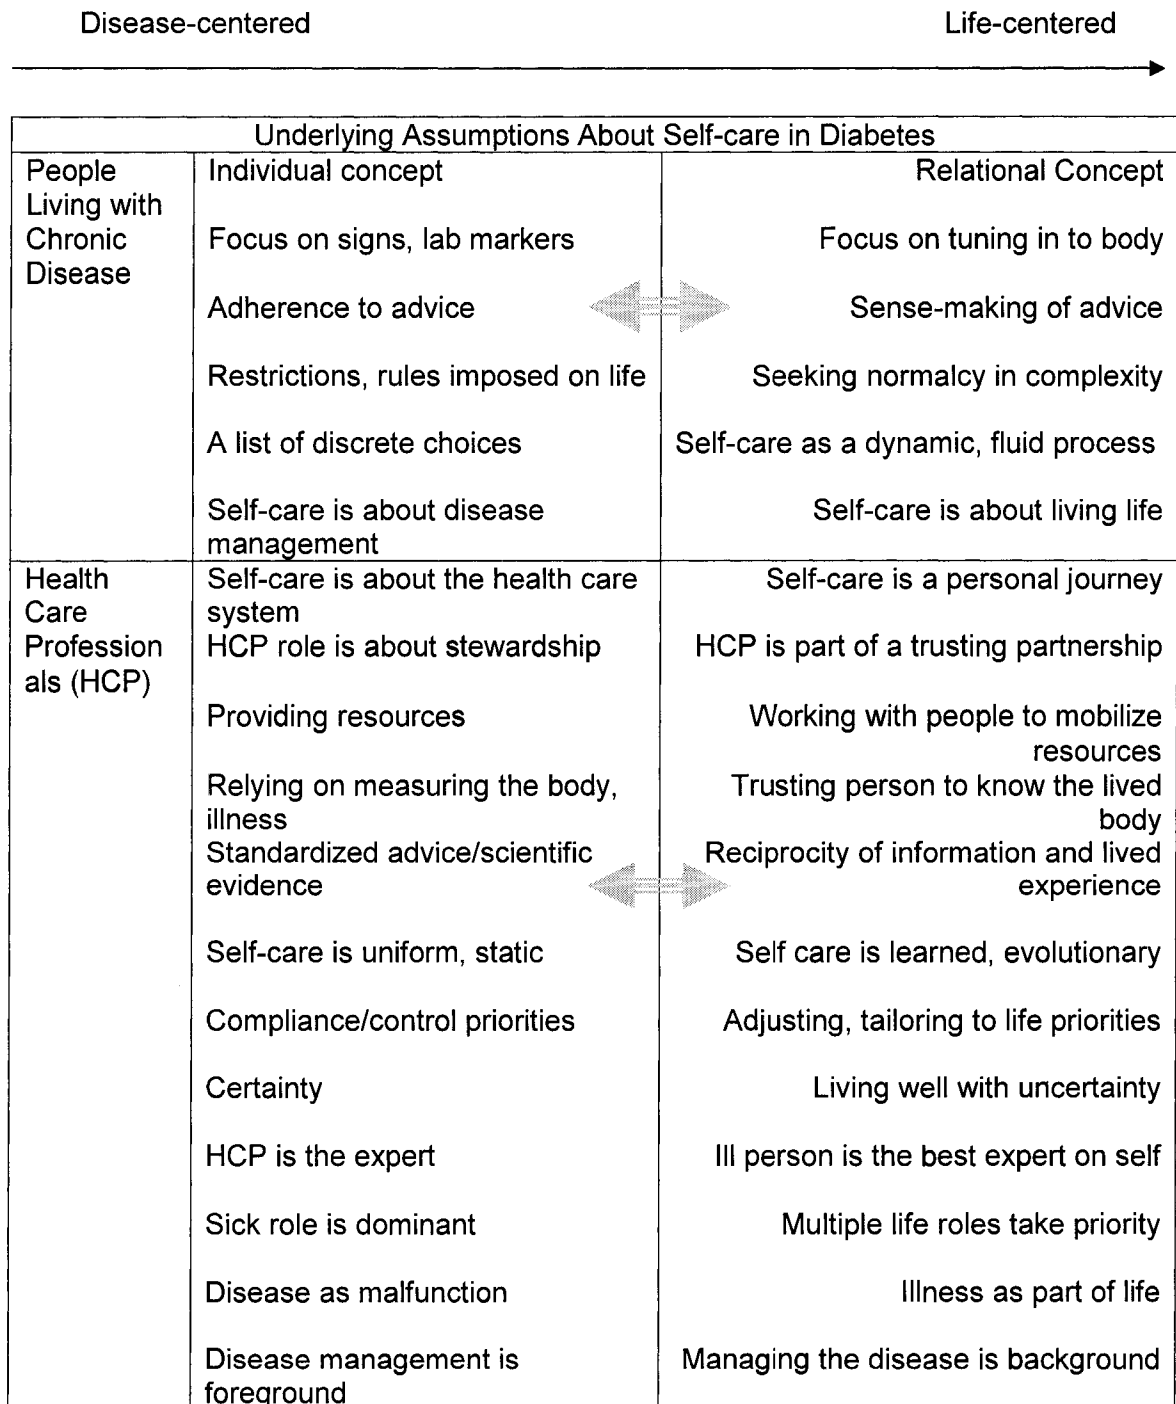 Disease-centered Life-centered
Underlying Assumptions About Self-care in Diabetes
People Living with Chronic Disease
Individual concept Relational Concept
Focus on signs, lab markers Focus on tuning in to body
Adherence to advice Sense-making of advice
Restrictions, rules imposed on life Seeking normalcy in complexity
A list of discrete choices Self-care as a dynamic, fluid process
Self-care is about disease Self-care is about living life
management
Health Care Profession als (HCP)
Self-care is about the health care Self-care is a personal journey
system
HCP role is about stewardship HCP is part of a trusting partnership
Providing resources Working with people to mobilize
resources
Relying on measuring the body, Trusting person to know the lived
illness body
Standardized advice/scientific Reciprocity of information and lived
evidence experience
Self-care is uniform, static Self care is learned, evolutionary
Compliance/control priorities Adjusting, tailoring to life priorities
Certainty Living well with uncertainty
HCP is the expert Ill person is the best expert on self
Sick role is dominant Multiple life roles take priority
Disease as malfunction Illness as part of life
Disease management is Managing the disease is background
foreground